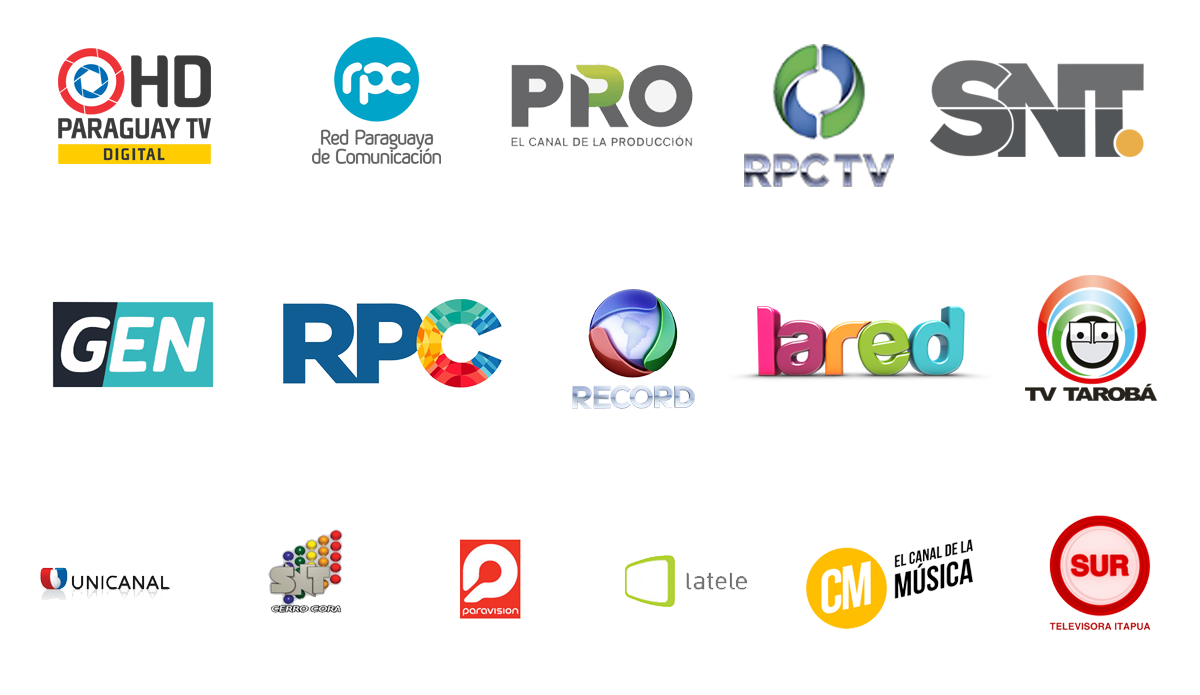 HD
PARAGUAY TV
DIGITAL
rpc
Red Paraguaya
de Comunicación
PRO
EL CANAL DE LA PRODUCCIÓN
RPC TV
SNT.
GEN
RPC
RECORD
lared
TV TAROBÁ
UNICANAL
SNT
CERRO CORA
paravision
latele
CM
EL CANAL DE LA
MÚSICA
SUR
TELEVISORA ITAPUA